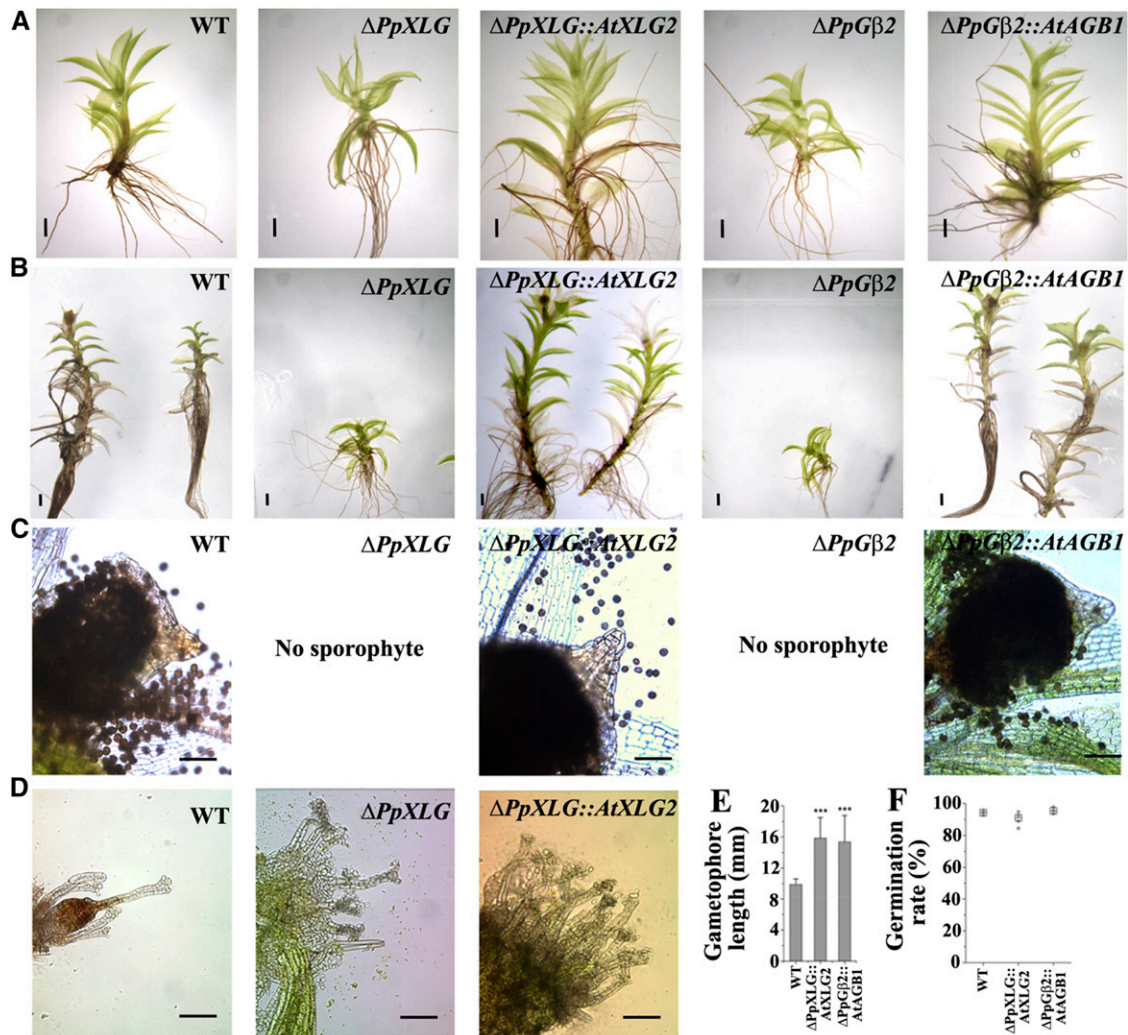 A
WT
ΔPpXLG
ΔPpXLG::AtXLG2
ΔPpGβ2
ΔPpGβ2::AtAGB1
B
WT
ΔPpXLG
ΔPpXLG::AtXLG2
ΔPpGβ2
ΔPpGβ2::AtAGB1
C
WT
ΔPpXLG
ΔPpXLG::AtXLG2
ΔPpGβ2
ΔPpGβ2::AtAGB1
No sporophyte
No sporophyte
D
WT
ΔPpXLG
ΔPpXLG::AtXLG2
E
Gametophore
length (mm)
20
16
12
8
4
0
***
***
WT
ΔPpXLG::
AtXLG2
ΔPpGβ2::
AtAGB1
F
Germination
rate (%)
100
80
60
40
20
0
WT
ΔPpXLG::
AtXLG2
ΔPpGβ2::
AtAGB1